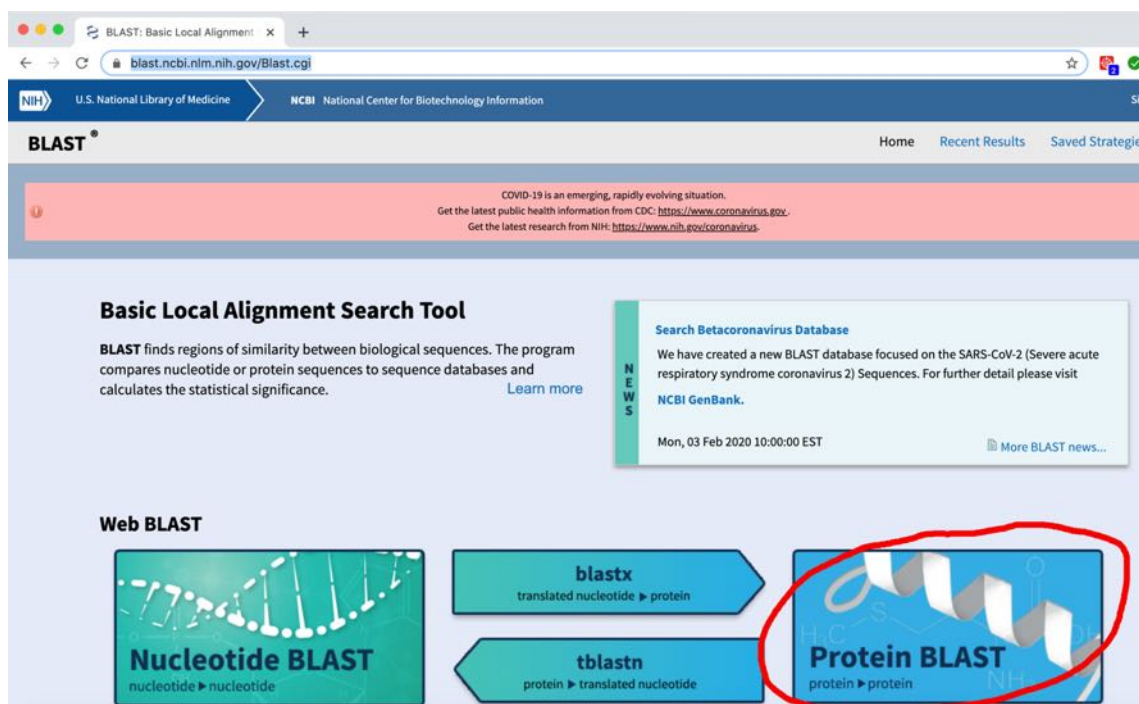 BLAST: Basic Local Alignment
blast.ncbi.nlm.nih.gov/Blast.cgi
2
NIH U.S. National Library of Medicine NCBI National Center for Biotechnology Information
BLAST ® Home Recent Results Saved Strategie
COVID-19 is an emerging, rapidly evolving situation.
Get the latest public health information from CDC: https://www.coronavirus.gov .
Get the latest research from NIH: https://www.nih.gov/coronavirus.
Basic Local Alignment Search Tool
BLAST finds regions of similarity between biological sequences. The program
compares nucleotide or protein sequences to sequence databases and
calculates the statistical significance. Learn more
NEWS
Search Betacoronavirus Database
We have created a new BLAST database focused on the SARS-CoV-2 (Severe acute
respiratory syndrome coronavirus 2) Sequences. For further detail please visit
NCBI GenBank.
Mon, 03 Feb 2020 10:00:00 EST More BLAST news...
Web BLAST
Nucleotide BLAST
nucleotide ▶ nucleotide
blastx
translated nucleotide ▶ protein
tblastn
protein ▶ translated nucleotide
Protein BLAST
protein ▶ protein